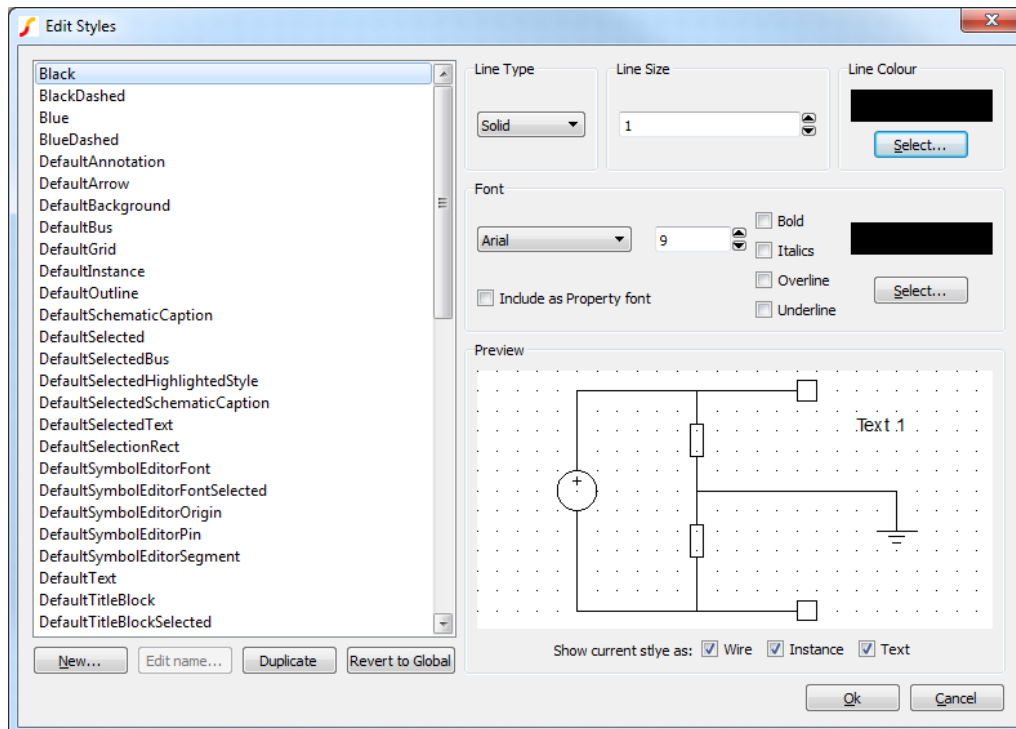 Edit Styles
Black
BlackDashed
Blue
BlueDashed
DefaultAnnotation
DefaultArrow
DefaultBackground
DefaultBus
DefaultGrid
DefaultInstance
DefaultOutline
DefaultSchematicCaption
DefaultSelected
DefaultSelectedBus
DefaultSelectedHighlightedStyle
DefaultSelectedSchematicCaption
DefaultSelectedText
DefaultSelectionRect
DefaultSymbolEditorFont
DefaultSymbolEditorFontSelected
DefaultSymbolEditorOrigin
DefaultSymbolEditorPin
DefaultSymbolEditorSegment
DefaultText
DefaultTitleBlock
DefaultTitleBlockSelected
New... Edit name... Duplicate Revert to Global
Line Type
Solid
Line Size
1
Line Colour
Select...
Font
Arial 9
Bold
Italics
Overline
Underline
Include as Property font
Select...
Preview
Text 1
+
Show current stlye as: Wire Instance Text
Ok Cancel